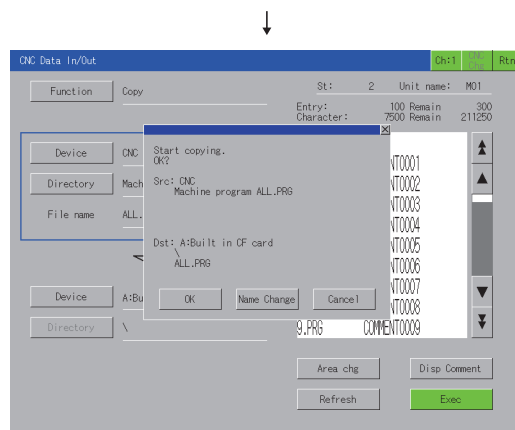 ↓
CNC Data In/Out
Ch:1
CNC Chg
Rtn
Function
Copy
St: 2 Unit name: M01
Entry: 100 Remain 300
Character: 7500 Remain 211250
Device
CNC
Directory
Mach
File name
ALL.
Start copying.
OK?
Src: CNC
Machine program ALL.PRG
Dst: A:Built in CF card
\
ALL.PRG
OK
Name Change
Cancel
NT0001
NT0002
NT0003
NT0004
NT0005
NT0006
NT0007
NT0008
9.PRG COMMENT0009
Device
A:Bu
Directory
\
Area chg
Disp Comment
Refresh
Exec